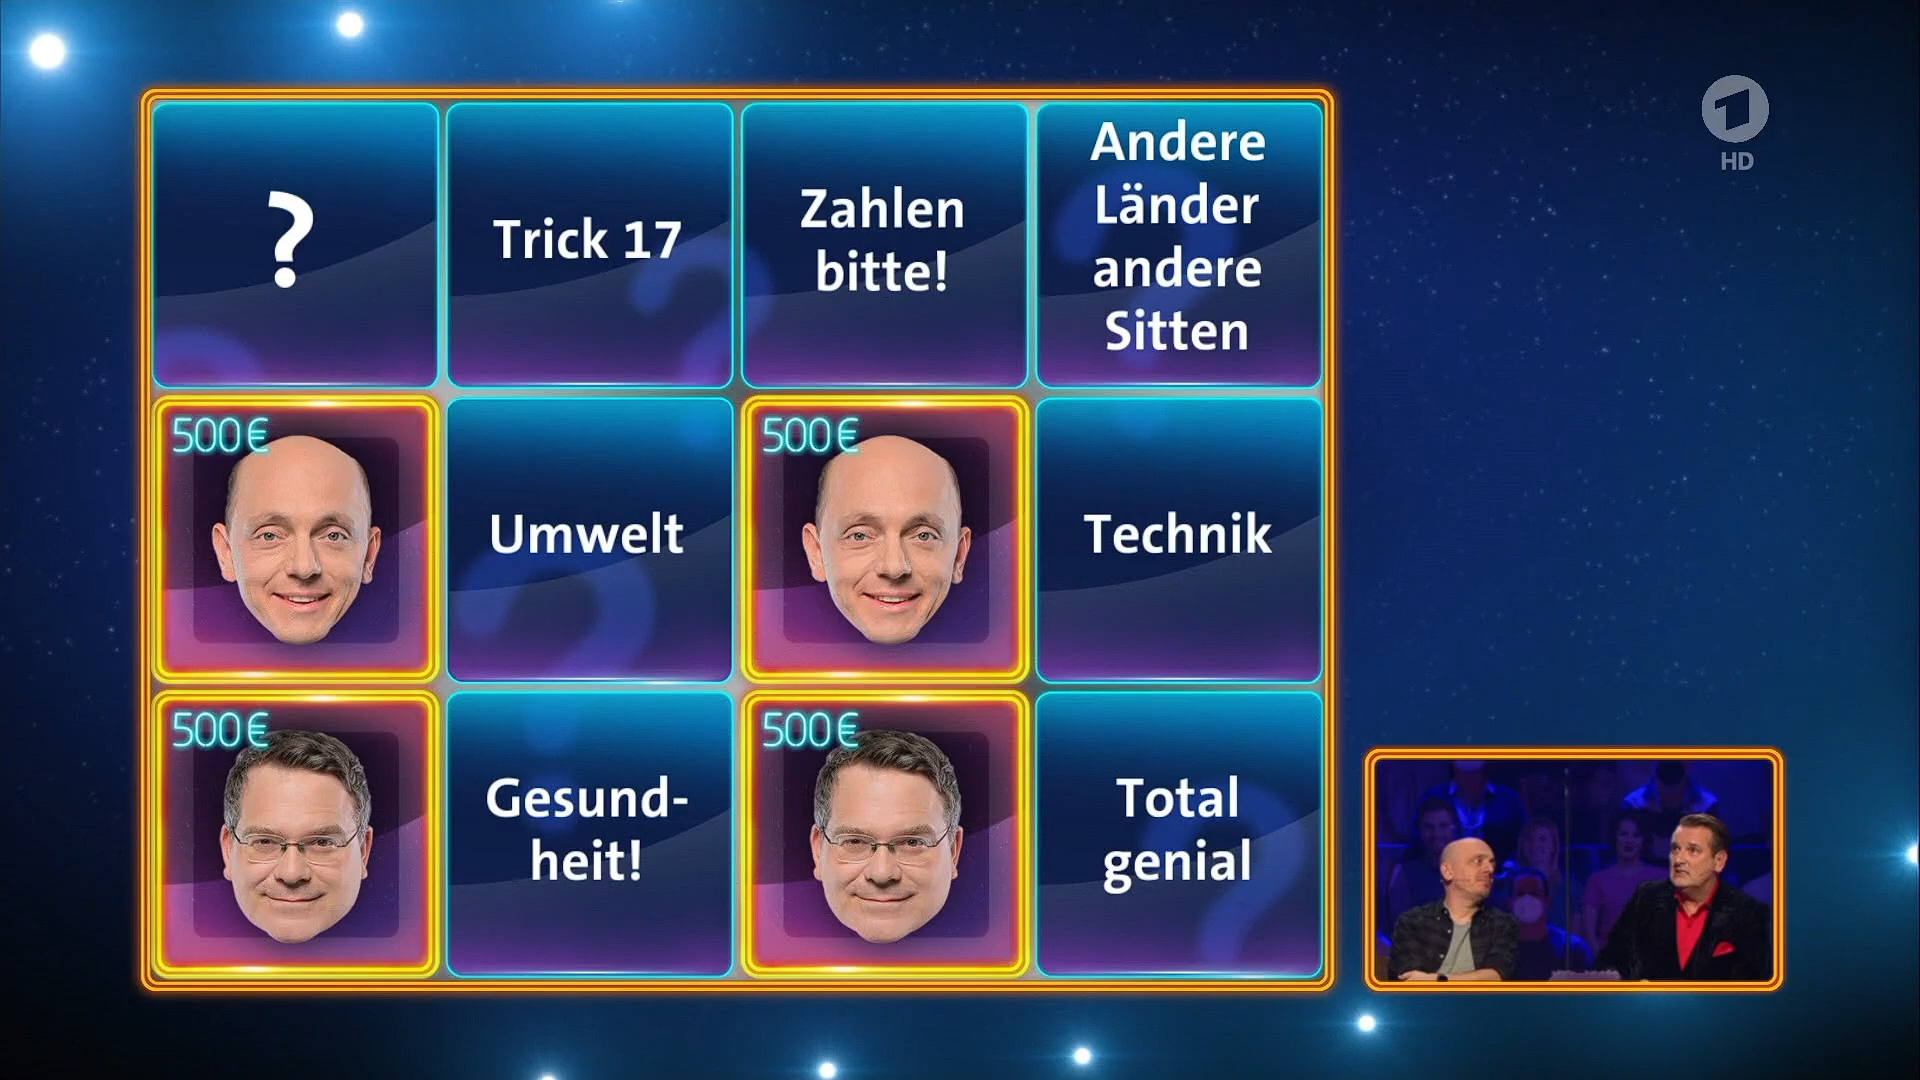 ?
Trick 17
Zahlen
bitte!
Andere
Länder
andere
Sitten
1
HD
500€
Umwelt
500€
Technik
500€
Gesund-
heit!
500€
Total
genial